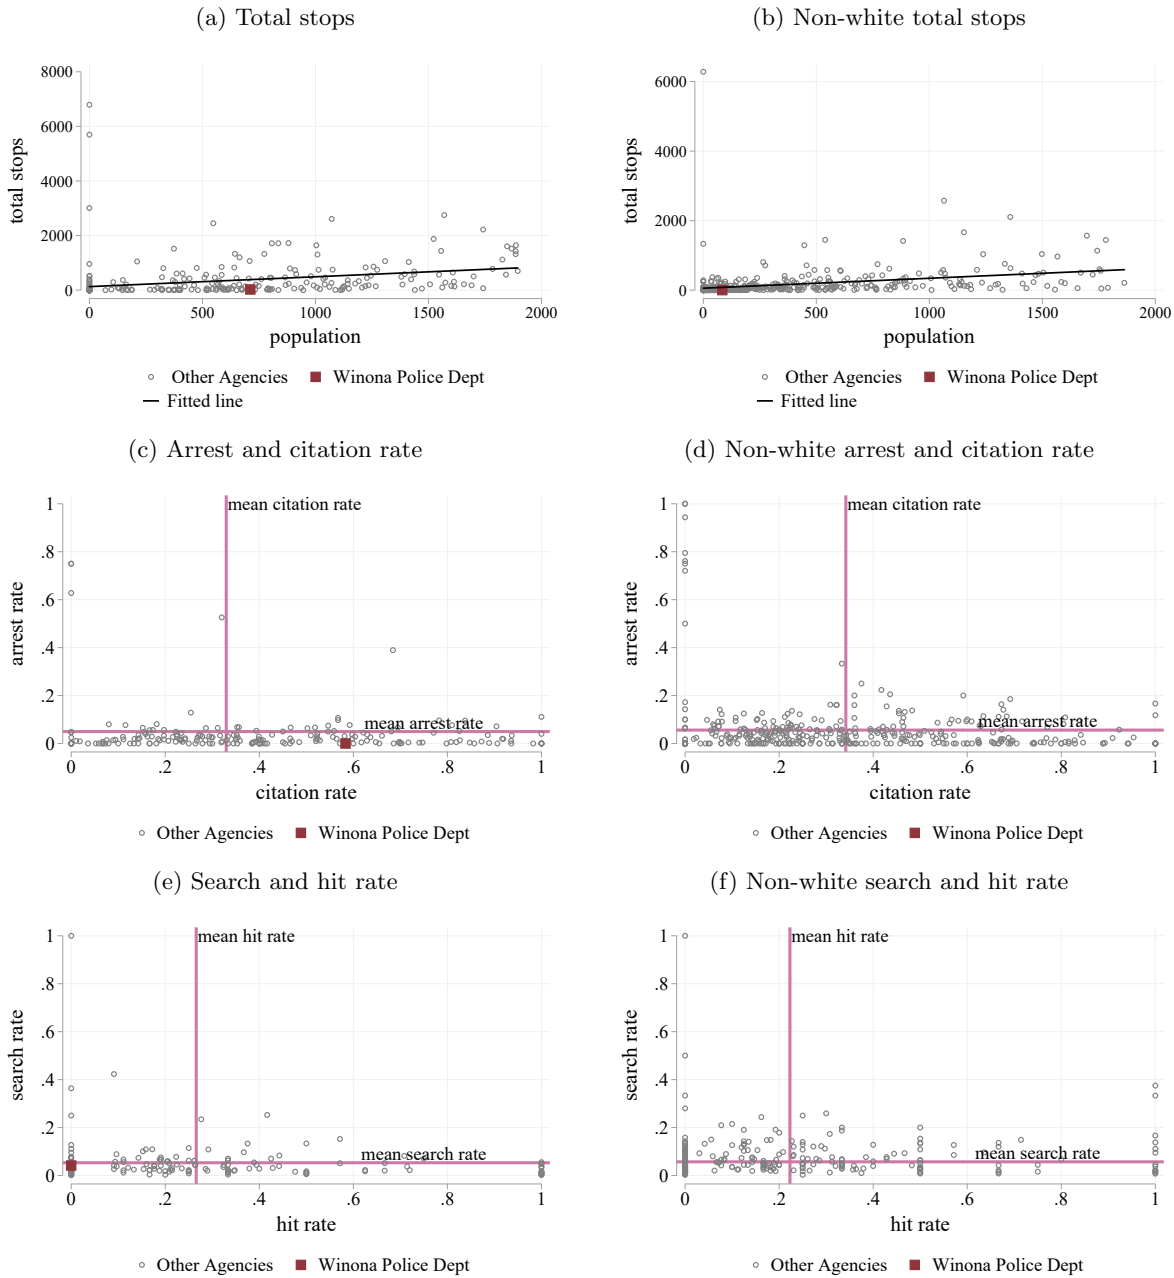 (a) Total stops
8000
6000
4000
2000
0
total stops
0 500 1000 1500 2000
population
Other Agencies Winona Police Dept
Fitted line
(b) Non-white total stops
6000
4000
2000
0
total stops
0 500 1000 1500 2000
population
Other Agencies Winona Police Dept
Fitted line
(c) Arrest and citation rate
1
.8
.6
.4
.2
0
arrest rate
mean citation rate
mean arrest rate
0 .2 .4 .6 .8 1
citation rate
Other Agencies Winona Police Dept
(d) Non-white arrest and citation rate
1
.8
.6
.4
.2
0
arrest rate
mean citation rate
mean arrest rate
0 .2 .4 .6 .8 1
citation rate
Other Agencies Winona Police Dept
(e) Search and hit rate
1
.8
.6
.4
.2
0
search rate
mean hit rate
mean search rate
0 .2 .4 .6 .8 1
hit rate
Other Agencies Winona Police Dept
(f) Non-white search and hit rate
1
.8
.6
.4
.2
0
search rate
mean hit rate
mean search rate
0 .2 .4 .6 .8 1
hit rate
Other Agencies Winona Police Dept